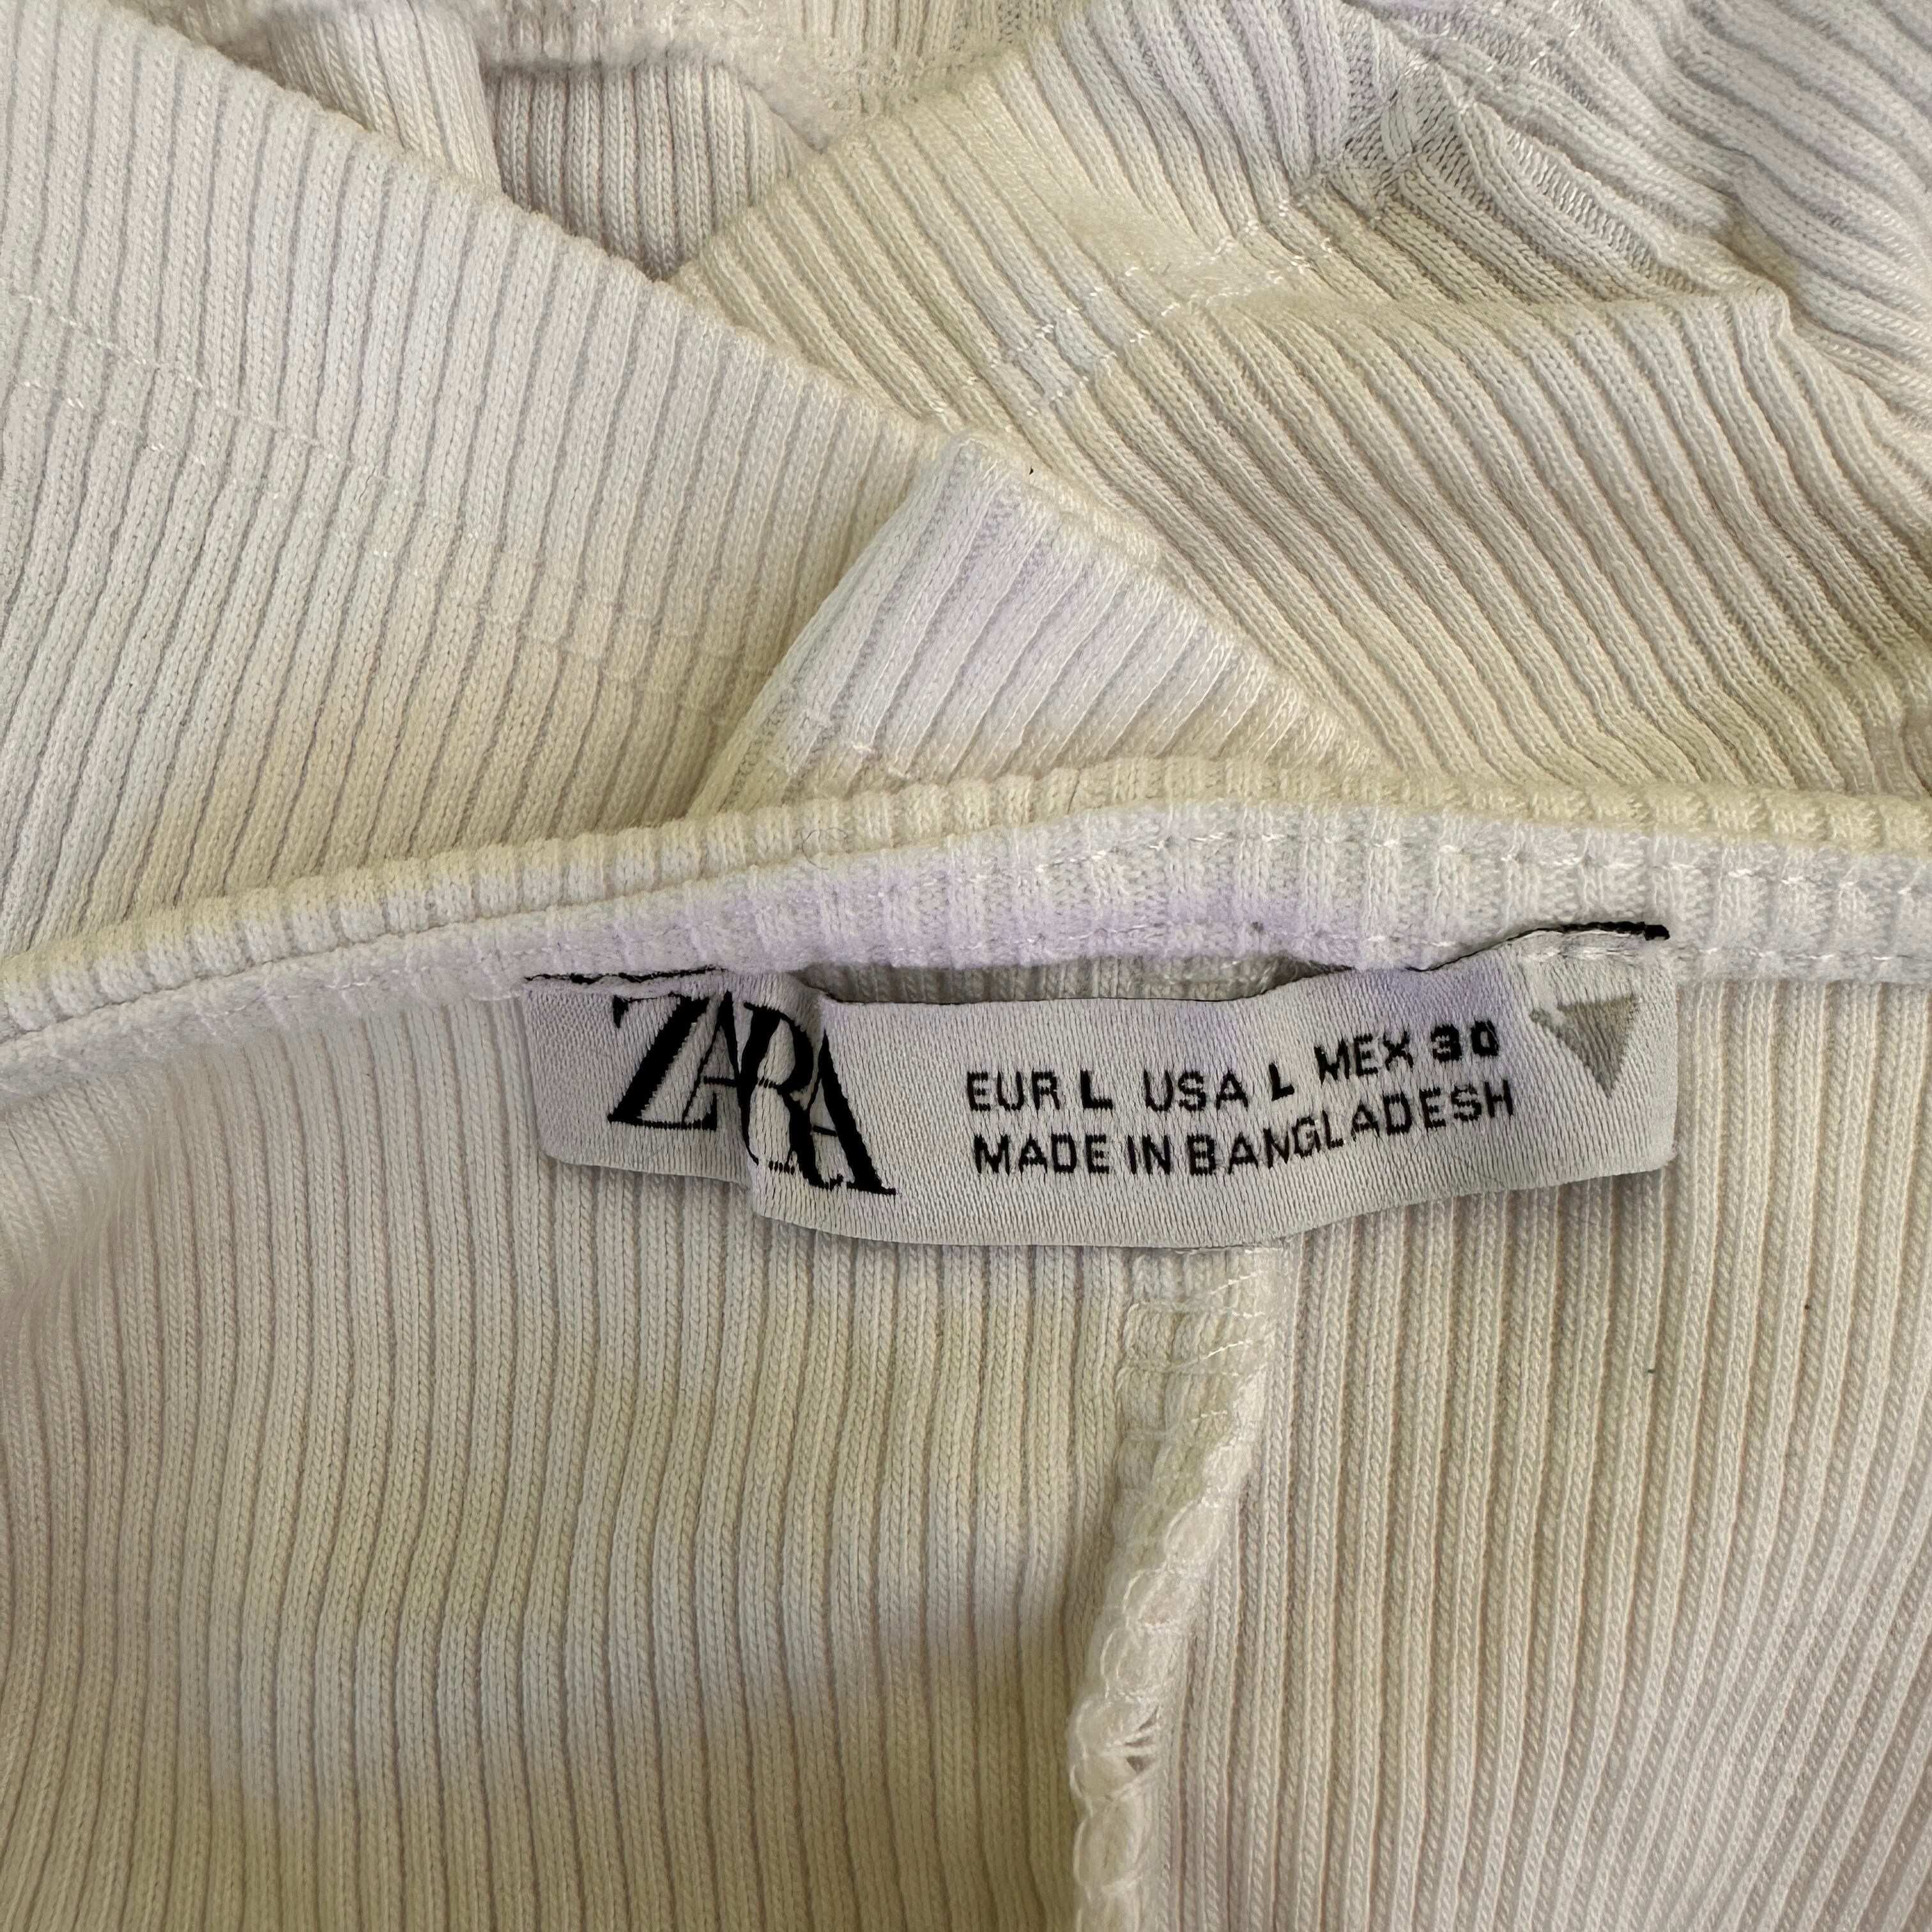 ZARA
EUR L USA L MEX 30
MADE IN BANGLADESH